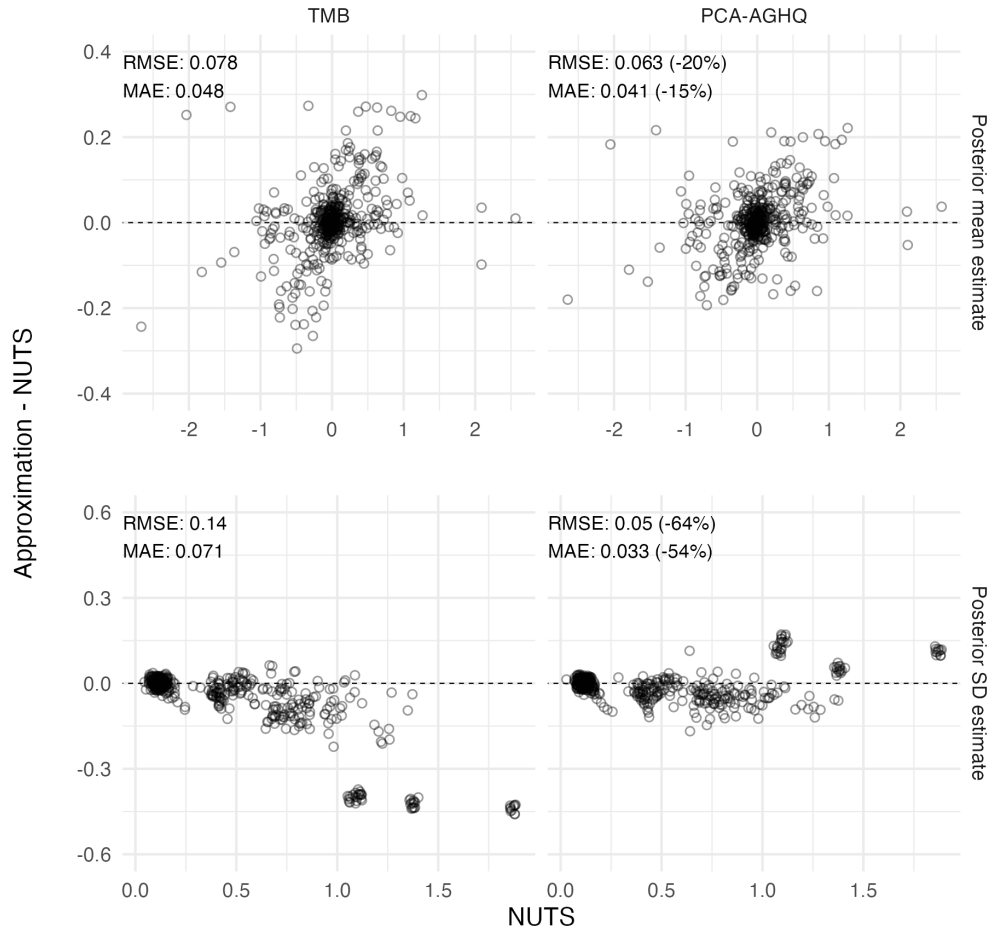 TMB
PCA-AGHQ
RMSE: 0.078
MAE: 0.048
RMSE: 0.063 (-20%)
MAE: 0.041 (-15%)
0.4
0.2
0.0
-0.2
-0.4
-2 -1 0 1 2
-2 -1 0 1 2
Posterior mean estimate
Approximation - NUTS
RMSE: 0.14
MAE: 0.071
RMSE: 0.05 (-64%)
MAE: 0.033 (-54%)
0.6
0.3
0.0
-0.3
-0.6
0.0 0.5 1.0 1.5
0.0 0.5 1.0 1.5
Posterior SD estimate
NUTS